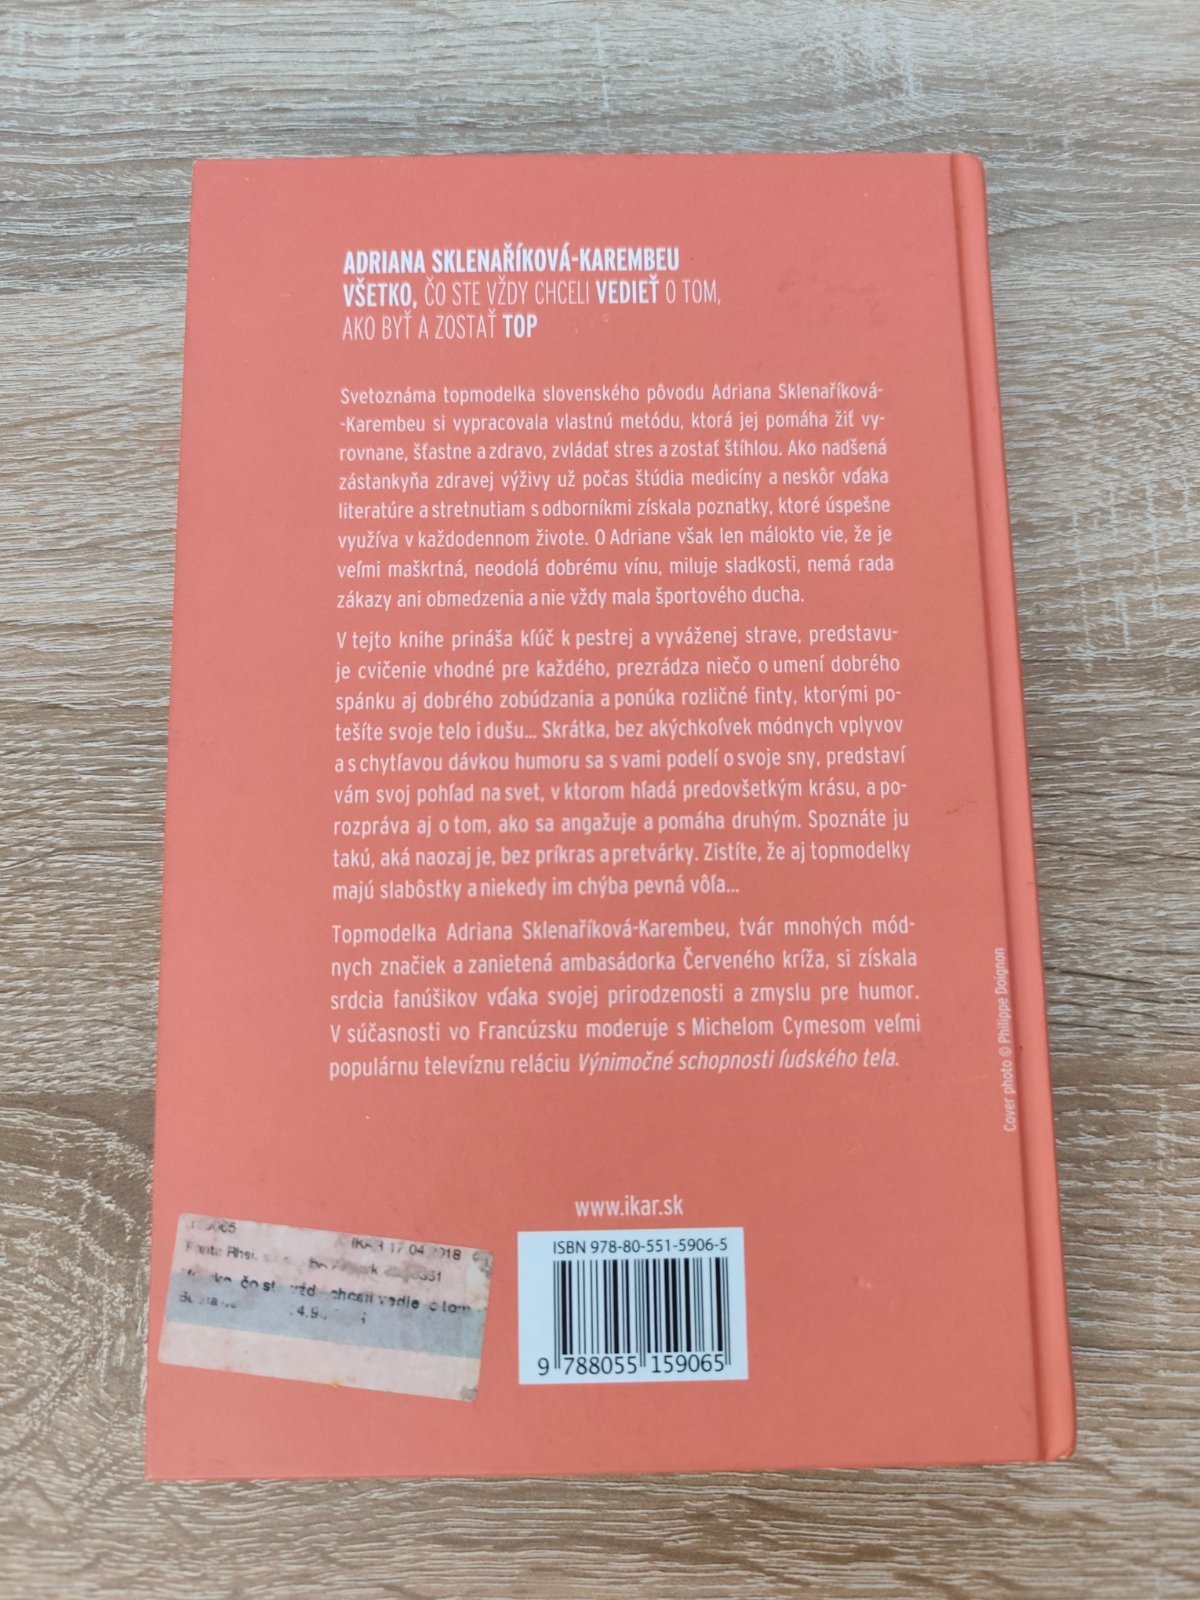 ADRIANA SKLENAŘÍKOVÁ-KAREMBEU
VŠETKO, ČO STE VŽDY CHCELI VEDIEŤ O TOM,
AKO BYŤ A ZOSTAŤ TOP
Svetoznáma topmodelka slovenského pôvodu Adriana Sklenaříková-
-Karembeu si vypracovala vlastnú metódu, ktorá jej pomáha žiť vy-
rovnane, šťastne a zdravo, zvládať stres a zostať štíhlou. Ako nadšená
zástankyňa zdravej výživy už počas štúdia medicíny a neskôr vďaka
literatúre a stretnutiam s odborníkmi získala poznatky, ktoré úspešne
využíva v každodennom živote. O Adriane však len málokto vie, že je
veľmi maškrtná, neodolá dobrému vínu, miluje sladkosti, nemá rada
zákazy ani obmedzenia a nie vždy mala športového ducha.
V tejto knihe prináša kľúč k pestrej a vyváženej strave, predstavu-
je cvičenie vhodné pre každého, prezrádza niečo o umení dobrého
spánku aj dobrého zobúdzania a ponúka rozličné finty, ktorými po-
tešíte svoje telo i dušu... Skrátka, bez akýchkoľvek módnych vplyvov
a s chytľavou dávkou humoru sa s vami podelí o svoje sny, predstaví
vám svoj pohľad na svet, v ktorom hľadá predovšetkým krásu, a po-
rozpráva aj o tom, ako sa angažuje a pomáha druhým. Spoznáte ju
takú, aká naozaj je, bez príkras a pretvárky. Zistíte, že aj topmodelky
majú slabôstky a niekedy im chýba pevná vôľa...
Topmodelka Adriana Sklenaříková-Karembeu, tvár mnohých mód-
nych značiek a zanietená ambasádorka Červeného kríža, si získala
srdcia fanúšikov vďaka svojej prirodzenosti a zmyslu pre humor.
V súčasnosti vo Francúzsku moderuje s Michelom Cymesom veľmi
populárnu televíznu reláciu Výnimočné schopnosti ľudského tela.
Cover photo © Philippe Doignon
www.ikar.sk
ISBN 978-80-551-5906-5
9 788055 159065
IKAR 17.04.2018
čo
chceli